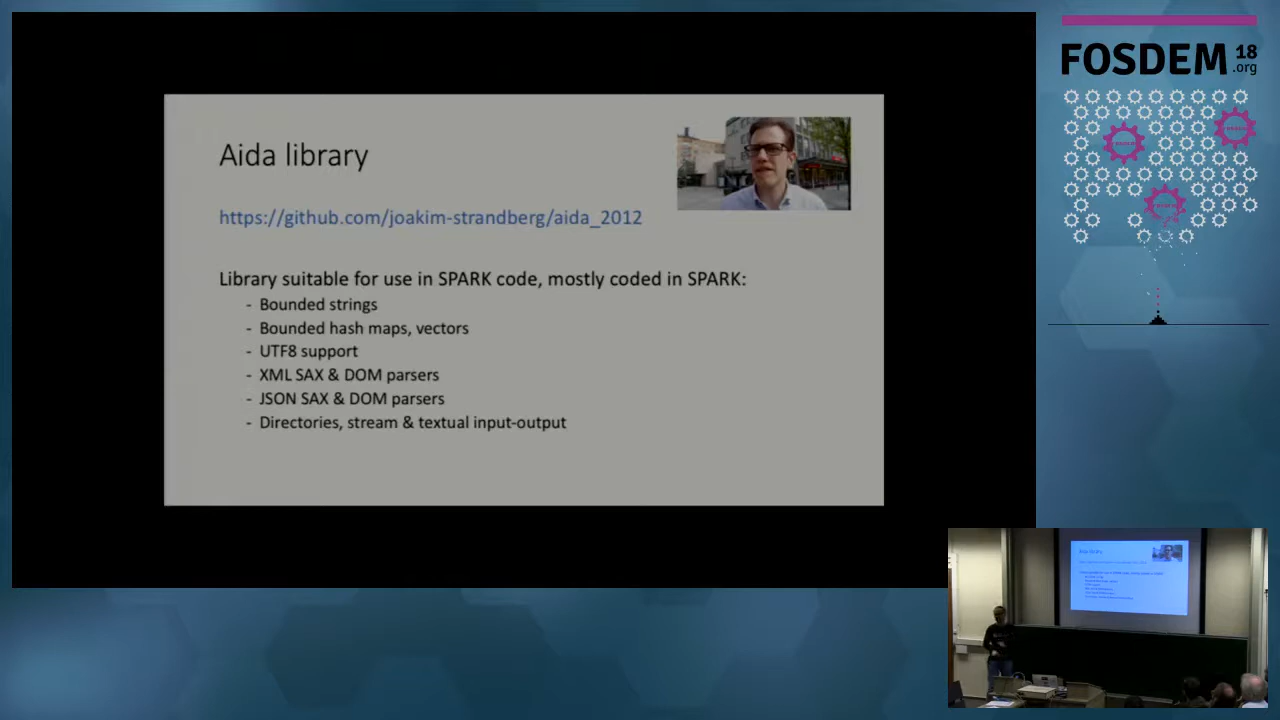 Aida library
https://github.com/joakim-strandberg/aida_2012
Library suitable for use in SPARK code, mostly coded in SPARK:
- Bounded strings
- Bounded hash maps, vectors
- UTF8 support
- XML SAX & DOM parsers
- JSON SAX & DOM parsers
- Directories, stream & textual input-output
FOSDEM 18
.org
Aida library